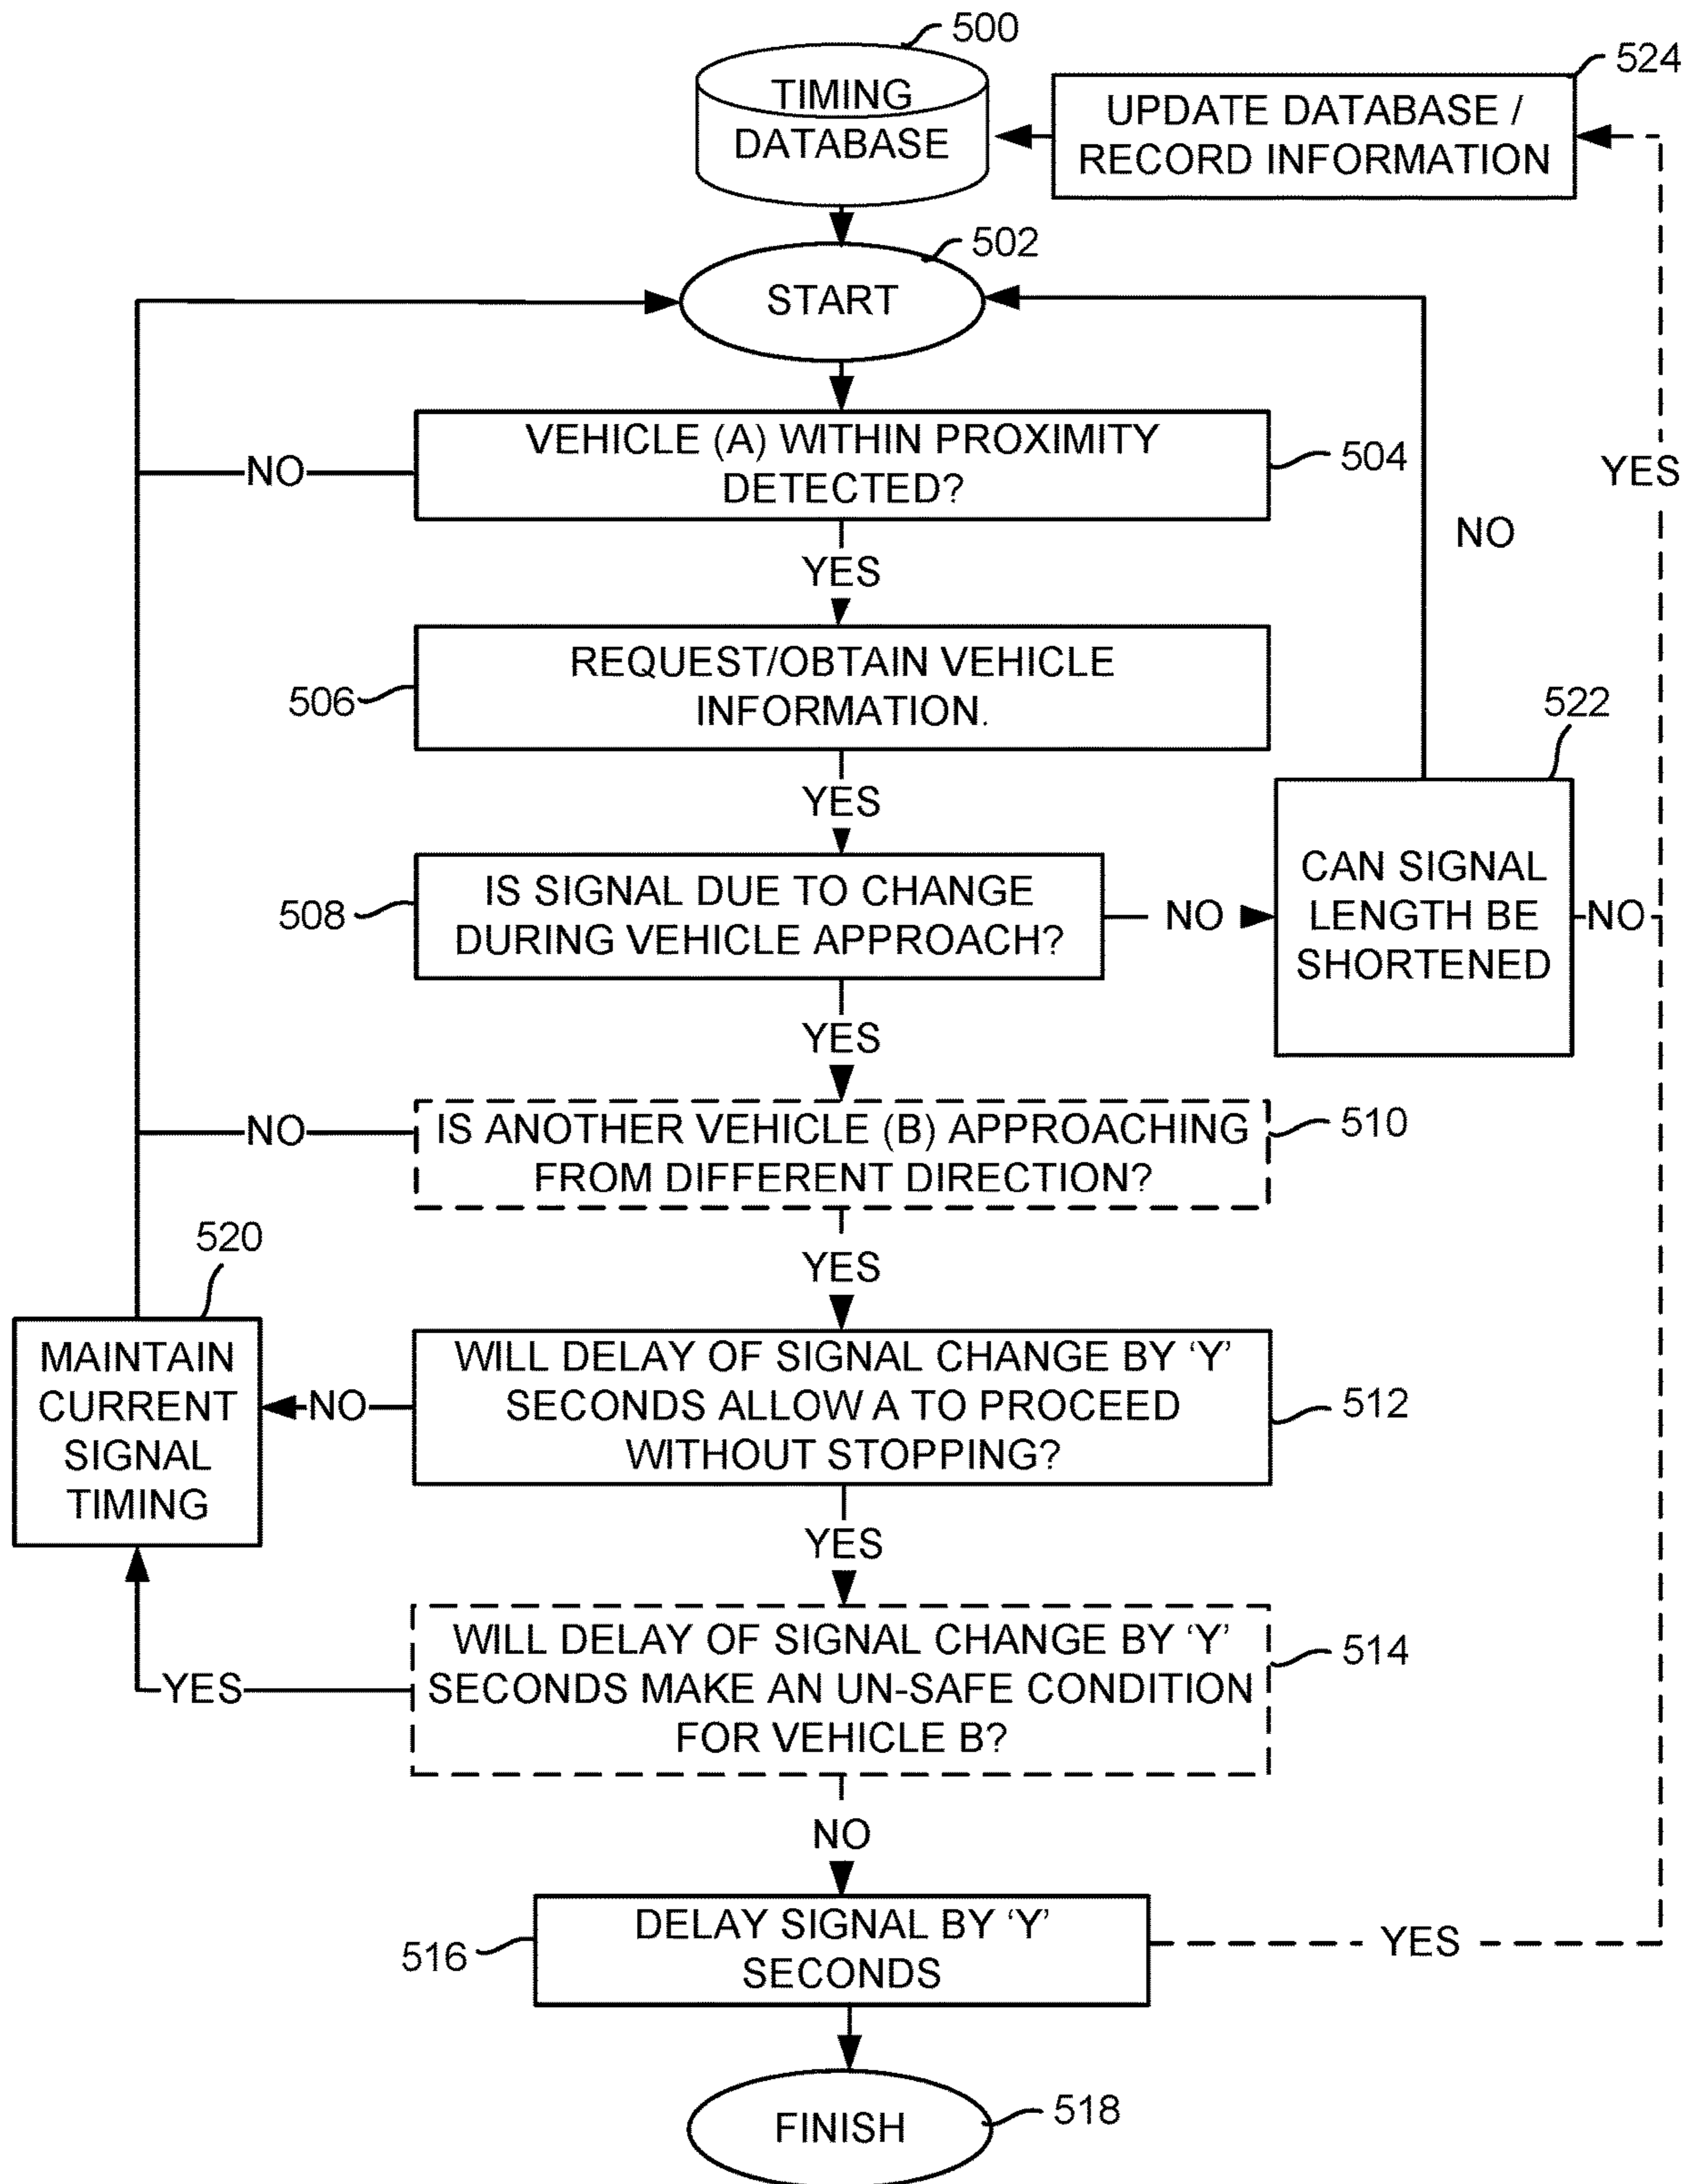 500
TIMING
DATABASE
524
UPDATE DATABASE /
RECORD INFORMATION
502
START
VEHICLE (A) WITHIN PROXIMITY
DETECTED?
504
NO
YES
NO
YES
REQUEST/OBTAIN VEHICLE
INFORMATION.
506
522
YES
IS SIGNAL DUE TO CHANGE
DURING VEHICLE APPROACH?
508
NO
CAN SIGNAL
LENGTH BE
SHORTENED
NO
YES
IS ANOTHER VEHICLE (B) APPROACHING
FROM DIFFERENT DIRECTION?
510
NO
520
YES
MAINTAIN
CURRENT
SIGNAL
TIMING
NO
WILL DELAY OF SIGNAL CHANGE BY ‘Y’
SECONDS ALLOW A TO PROCEED
WITHOUT STOPPING?
512
YES
WILL DELAY OF SIGNAL CHANGE BY ‘Y’
SECONDS MAKE AN UN-SAFE CONDITION
FOR VEHICLE B?
514
YES
NO
DELAY SIGNAL BY ‘Y’
SECONDS
516
YES
FINISH
518